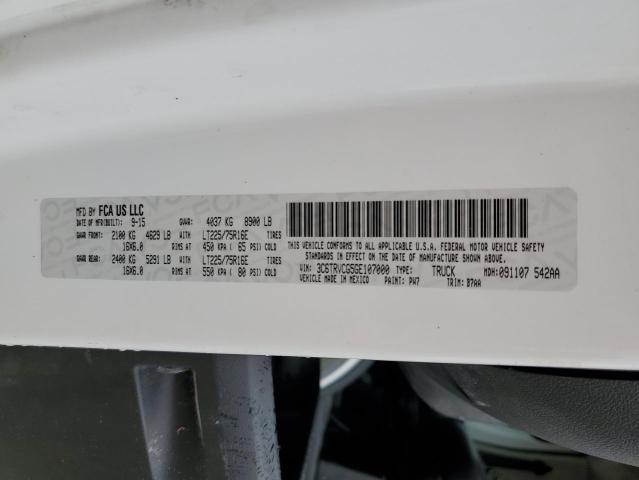 MFD BY FCA US LLC
DATE OF MFR(BUILT): 9-15 GVWR: 4037 KG 8900 LB
GAWR FRONT: 2100 KG 4629 LB WITH LT225/75R16E TIRES
16X6.0 RIMS AT 450 KPA ( 65 PSI) COLD
GAWR REAR: 2400 KG 5291 LB WITH LT225/75R16E TIRES
16X6.0 RIMS AT 550 KPA ( 80 PSI) COLD
THIS VEHICLE CONFORMS TO ALL APPLICABLE U.S.A. FEDERAL MOTOR VEHICLE SAFETY
STANDARDS IN EFFECT ON THE DATE OF MANUFACTURE SHOWN ABOVE.
VIN: 3C6TRVCG5GE107000 TYPE: TRUCK MDH: 091107 542AA
VEHICLE MADE IN MEXICO PAINT: PW7 TRIM: B7AA